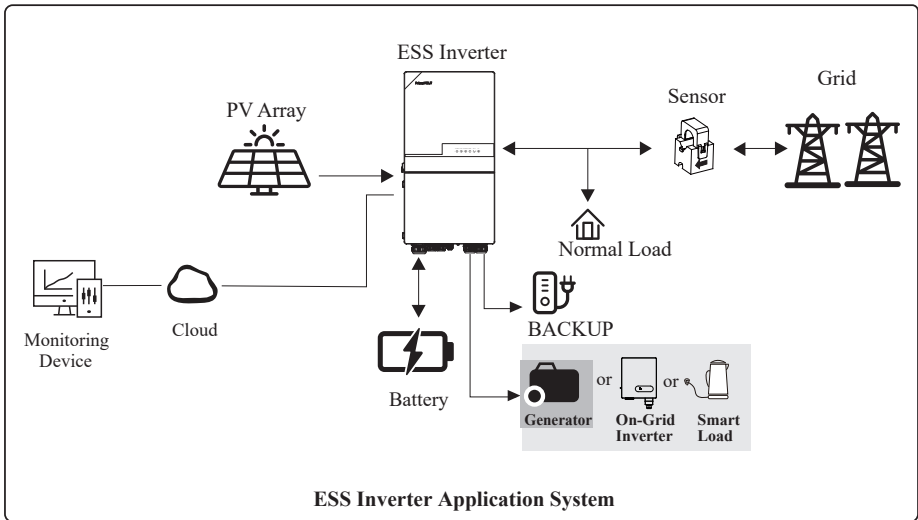 ESS Inverter
Grid
Sensor
PV Array
Normal Load
BACKUP
Cloud
Monitoring
Device
Battery
or
or
Generator
On-Grid
Inverter
Smart
Load
ESS Inverter Application System